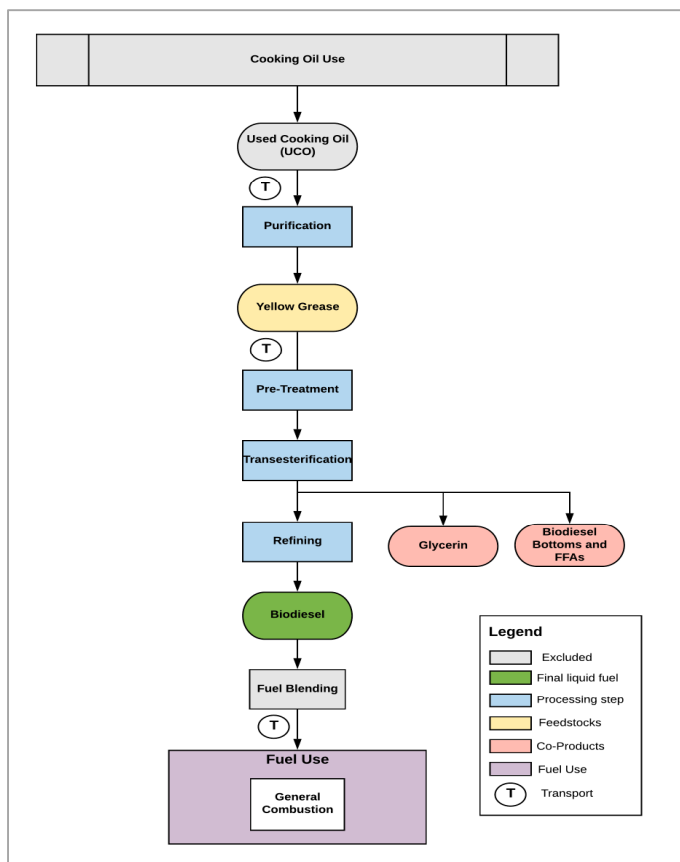 Cooking Oil Use
Used Cooking Oil
(UCO)
T
Purification
Yellow Grease
T
Pre-Treatment
Transesterification
Refining
Glycerin
Biodiesel
Bottoms and
FFAs
Biodiesel
Fuel Blending
T
Fuel Use
General
Combustion
Legend
Excluded
Final liquid fuel
Processing step
Feedstocks
Co-Products
Fuel Use
T Transport